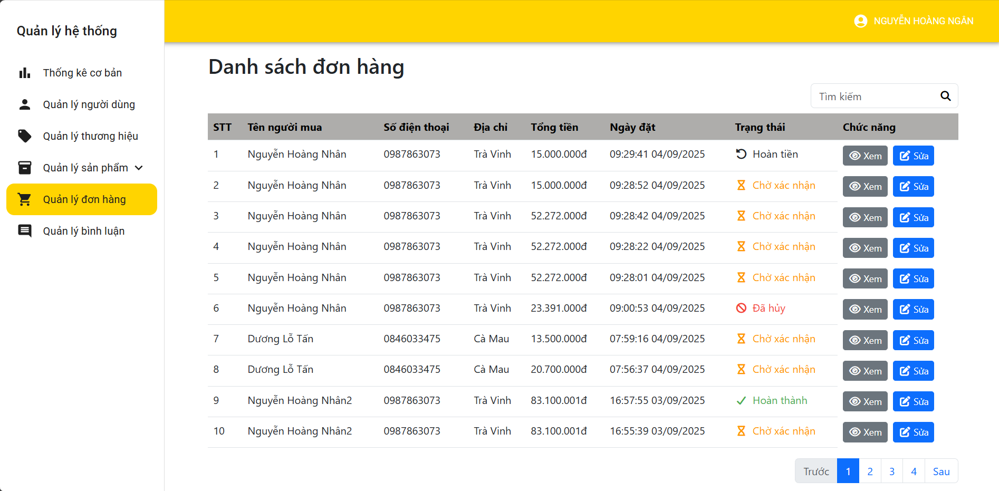 Quản lý hệ thống
Thống kê cơ bản
Quản lý người dùng
Quản lý thương hiệu
Quản lý sản phẩm
Quản lý đơn hàng
Quản lý bình luận
NGUYỄN HOÀNG NGÂN
Danh sách đơn hàng
Tìm kiếm
STT Tên người mua Số điện thoại Địa chỉ Tổng tiền Ngày đặt Trạng thái Chức năng
1 Nguyễn Hoàng Nhân 0987863073 Trà Vinh 15.000.000đ 09:29:41 04/09/2025 Hoàn tiền Xem Sửa
2 Nguyễn Hoàng Nhân 0987863073 Trà Vinh 15.000.000đ 09:28:52 04/09/2025 Chờ xác nhận Xem Sửa
3 Nguyễn Hoàng Nhân 0987863073 Trà Vinh 52.272.000đ 09:28:42 04/09/2025 Chờ xác nhận Xem Sửa
4 Nguyễn Hoàng Nhân 0987863073 Trà Vinh 52.272.000đ 09:28:22 04/09/2025 Chờ xác nhận Xem Sửa
5 Nguyễn Hoàng Nhân 0987863073 Trà Vinh 52.272.000đ 09:28:01 04/09/2025 Chờ xác nhận Xem Sửa
6 Nguyễn Hoàng Nhân 0987863073 Trà Vinh 23.391.000đ 09:00:53 04/09/2025 Đã hủy Xem Sửa
7 Dương Lỗ Tấn 0846033475 Cà Mau 13.500.000đ 07:59:16 04/09/2025 Chờ xác nhận Xem Sửa
8 Dương Lỗ Tấn 0846033475 Cà Mau 20.700.000đ 07:56:37 04/09/2025 Chờ xác nhận Xem Sửa
9 Nguyễn Hoàng Nhân2 0987863073 Trà Vinh 83.100.001đ 16:57:55 03/09/2025 Hoàn thành Xem Sửa
10 Nguyễn Hoàng Nhân2 0987863073 Trà Vinh 83.100.001đ 16:55:39 03/09/2025 Chờ xác nhận Xem Sửa
Trước 1 2 3 4 Sau